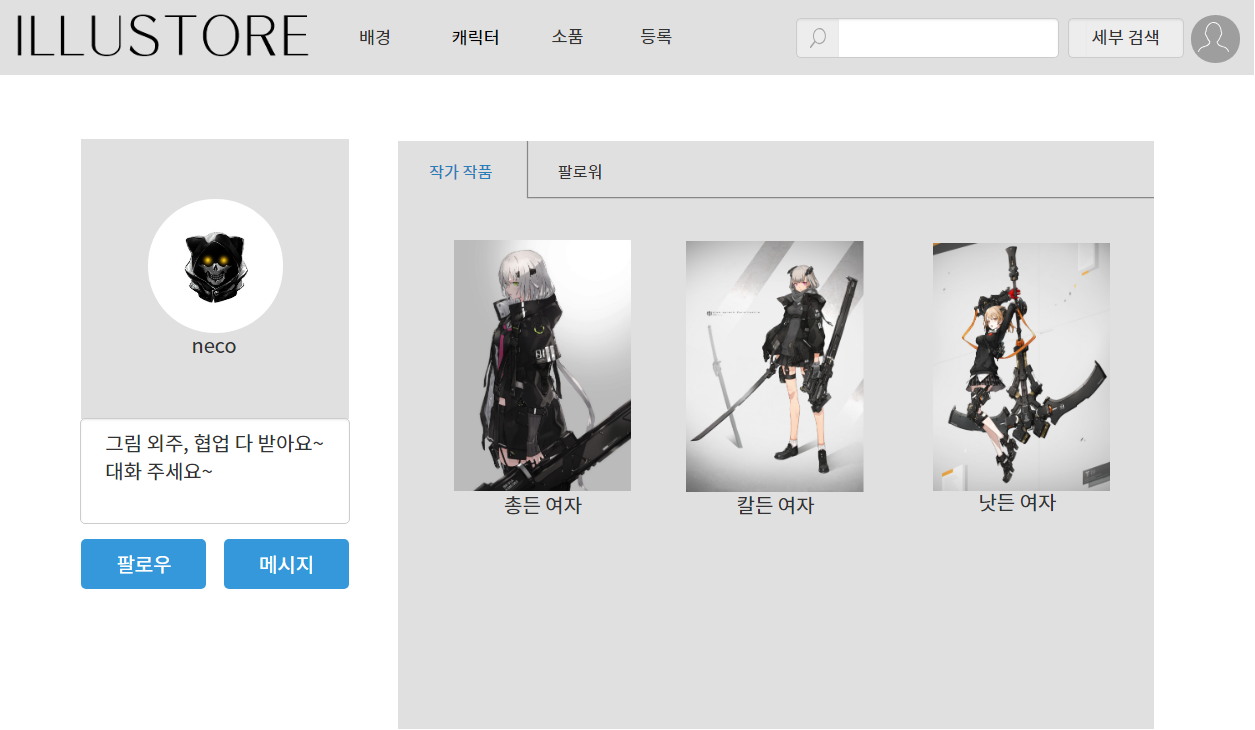 ILLUSTORE
배경
캐릭터
소품
등록
세부 검색
neco
그림 외주, 협업 다 받아요~
대화 주세요~
팔로우
메시지
작가 작품
팔로워
총든 여자
칼든 여자
낫든 여자